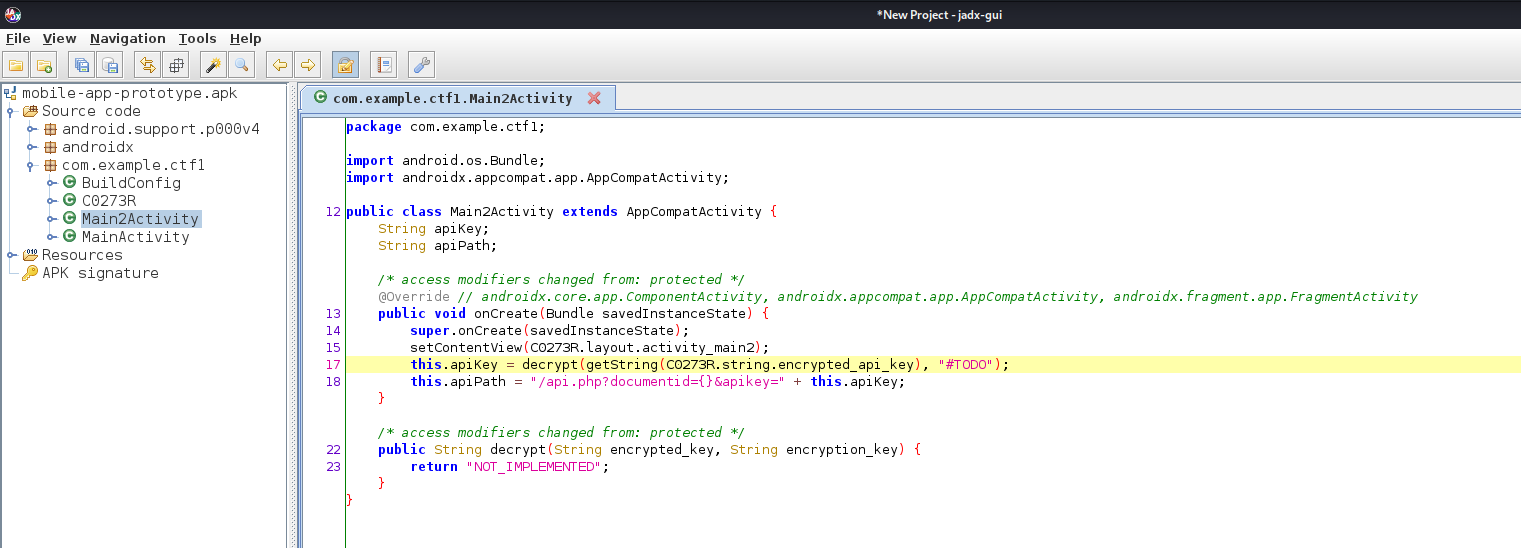 *New Project - jadx-gui
File View Navigation Tools Help
mobile-app-prototype.apk
Source code
android.support.p000v4
androidx
com.example.ctf1
BuildConfig
C0273R
Main2Activity
MainActivity
Resources
APK signature
com.example.ctf1.Main2Activity
package com.example.ctf1;
import android.os.Bundle;
import androidx.appcompat.app.AppCompatActivity;
12 public class Main2Activity extends AppCompatActivity {
String apiKey;
String apiPath;
/* access modifiers changed from: protected */
@Override // androidx.core.app.ComponentActivity, androidx.appcompat.app.AppCompatActivity, androidx.fragment.app.FragmentActivity
13 public void onCreate(Bundle savedInstanceState) {
14 super.onCreate(savedInstanceState);
15 setContentView(C0273R.layout.activity_main2);
17 this.apiKey = decrypt(getString(C0273R.string.encrypted_api_key), "#TODO");
18 this.apiPath = "/api.php?documentid={}&apikey=" + this.apiKey;
}
/* access modifiers changed from: protected */
22 public String decrypt(String encrypted_key, String encryption_key) {
23 return "NOT_IMPLEMENTED";
}
}